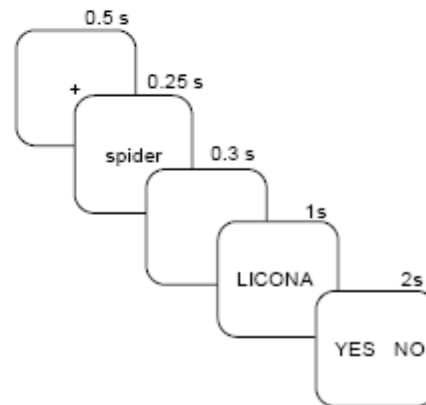 0.5 s
+
0.25 s
spider
0.3 s
1s
LICONA
2s
YES NO